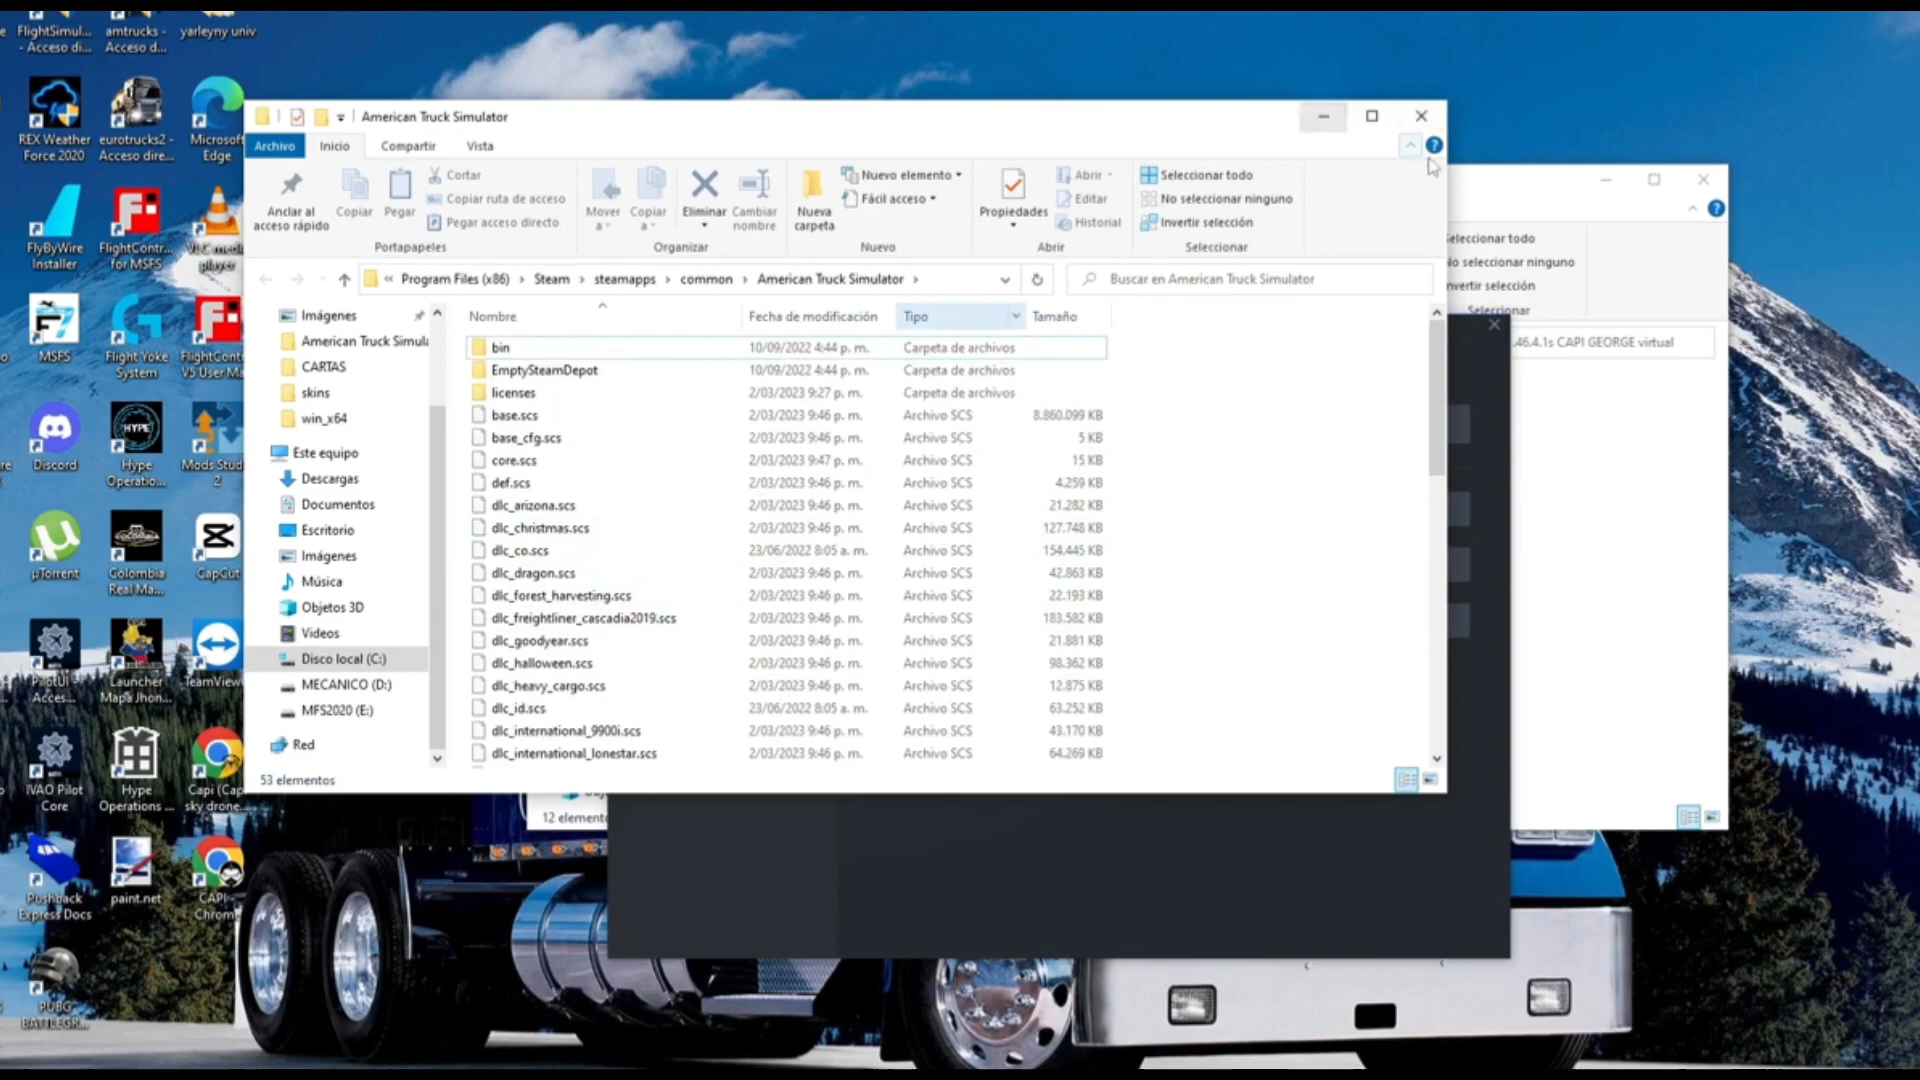 FlightSimul...
- Acceso di...
amtrucks -
Acceso d...
yarleyny univ
REX Weather
Force 2020
eurotrucks2 -
Acceso dire...
Microsoft
Edge
FlyByWire
Installer
FlightContr...
for MSFS
VLC media
player
MSFS
Flight Yoke
System
FlightContr
V5 User Ma
Discord
HYPE
Hype
Operatio...
Mods Stud
2
µTorrent
Colombia
Real Ma...
CapCut
PilotUI -
Acces...
Launcher
Mapa Jhon...
TeamView
IVAO Pilot
Core
Hype
Operations ...
Capi (Cap
sky drone...
Pushback
Express Docs
paint.net
CAPI -
Chrome
PUBG
BATTLEGR...
American Truck Simulator
Archivo
Inicio
Compartir
Vista
Anclar al
acceso rápido
Copiar
Pegar
Cortar
Copiar ruta de acceso
Pegar acceso directo
Portapapeles
Mover
a
Copiar
a
Eliminar
Cambiar
nombre
Organizar
Nueva
carpeta
Nuevo elemento
Fácil acceso
Nuevo
Propiedades
Abrir
Editar
Historial
Abrir
Seleccionar todo
No seleccionar ninguno
Invertir selección
Seleccionar
« Program Files (x86) › Steam › steamapps › common › American Truck Simulator ›
Buscar en American Truck Simulator
Imágenes
American Truck Simula
CARTAS
skins
win_x64
Este equipo
Descargas
Documentos
Escritorio
Imágenes
Música
Objetos 3D
Videos
Disco local (C:)
MECANICO (D:)
MFS2020 (E:)
Red
53 elementos
Nombre Fecha de modificación Tipo Tamaño
bin 10/09/2022 4:44 p. m. Carpeta de archivos
EmptySteamDepot 10/09/2022 4:44 p. m. Carpeta de archivos
licenses 2/03/2023 9:27 p. m. Carpeta de archivos
base.scs 2/03/2023 9:46 p. m. Archivo SCS 8.860.099 KB
base_cfg.scs 2/03/2023 9:46 p. m. Archivo SCS 5 KB
core.scs 2/03/2023 9:47 p. m. Archivo SCS 15 KB
def.scs 2/03/2023 9:46 p. m. Archivo SCS 4.259 KB
dlc_arizona.scs 2/03/2023 9:46 p. m. Archivo SCS 21.282 KB
dlc_christmas.scs 2/03/2023 9:46 p. m. Archivo SCS 127.748 KB
dlc_co.scs 23/06/2022 8:05 a. m. Archivo SCS 154.445 KB
dlc_dragon.scs 2/03/2023 9:46 p. m. Archivo SCS 42.863 KB
dlc_forest_harvesting.scs 2/03/2023 9:46 p. m. Archivo SCS 22.193 KB
dlc_freightliner_cascadia2019.scs 2/03/2023 9:46 p. m. Archivo SCS 183.582 KB
dlc_goodyear.scs 2/03/2023 9:46 p. m. Archivo SCS 21.881 KB
dlc_halloween.scs 2/03/2023 9:46 p. m. Archivo SCS 98.362 KB
dlc_heavy_cargo.scs 2/03/2023 9:46 p. m. Archivo SCS 12.875 KB
dlc_id.scs 23/06/2022 8:05 a. m. Archivo SCS 63.252 KB
dlc_international_9900i.scs 2/03/2023 9:46 p. m. Archivo SCS 43.170 KB
dlc_international_lonestar.scs 2/03/2023 9:46 p. m. Archivo SCS 64.269 KB
eleccionar todo
No seleccionar ninguno
nvertir selección
Seleccionar
.46.4.1s CAPI GEORGE virtual
12 elemento